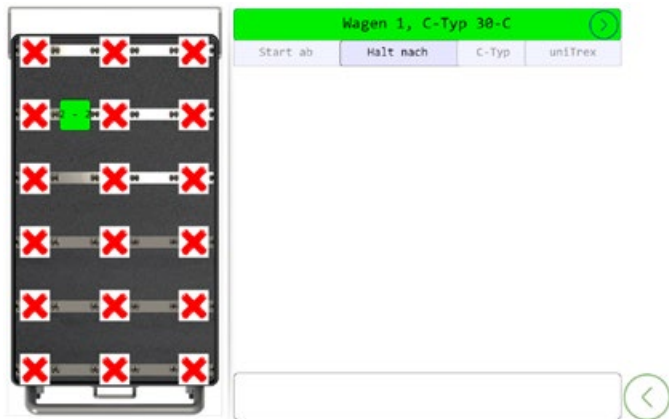 Wagen 1, C-Typ 30-C
Start ab
Halt nach
C-Typ
uniTrex